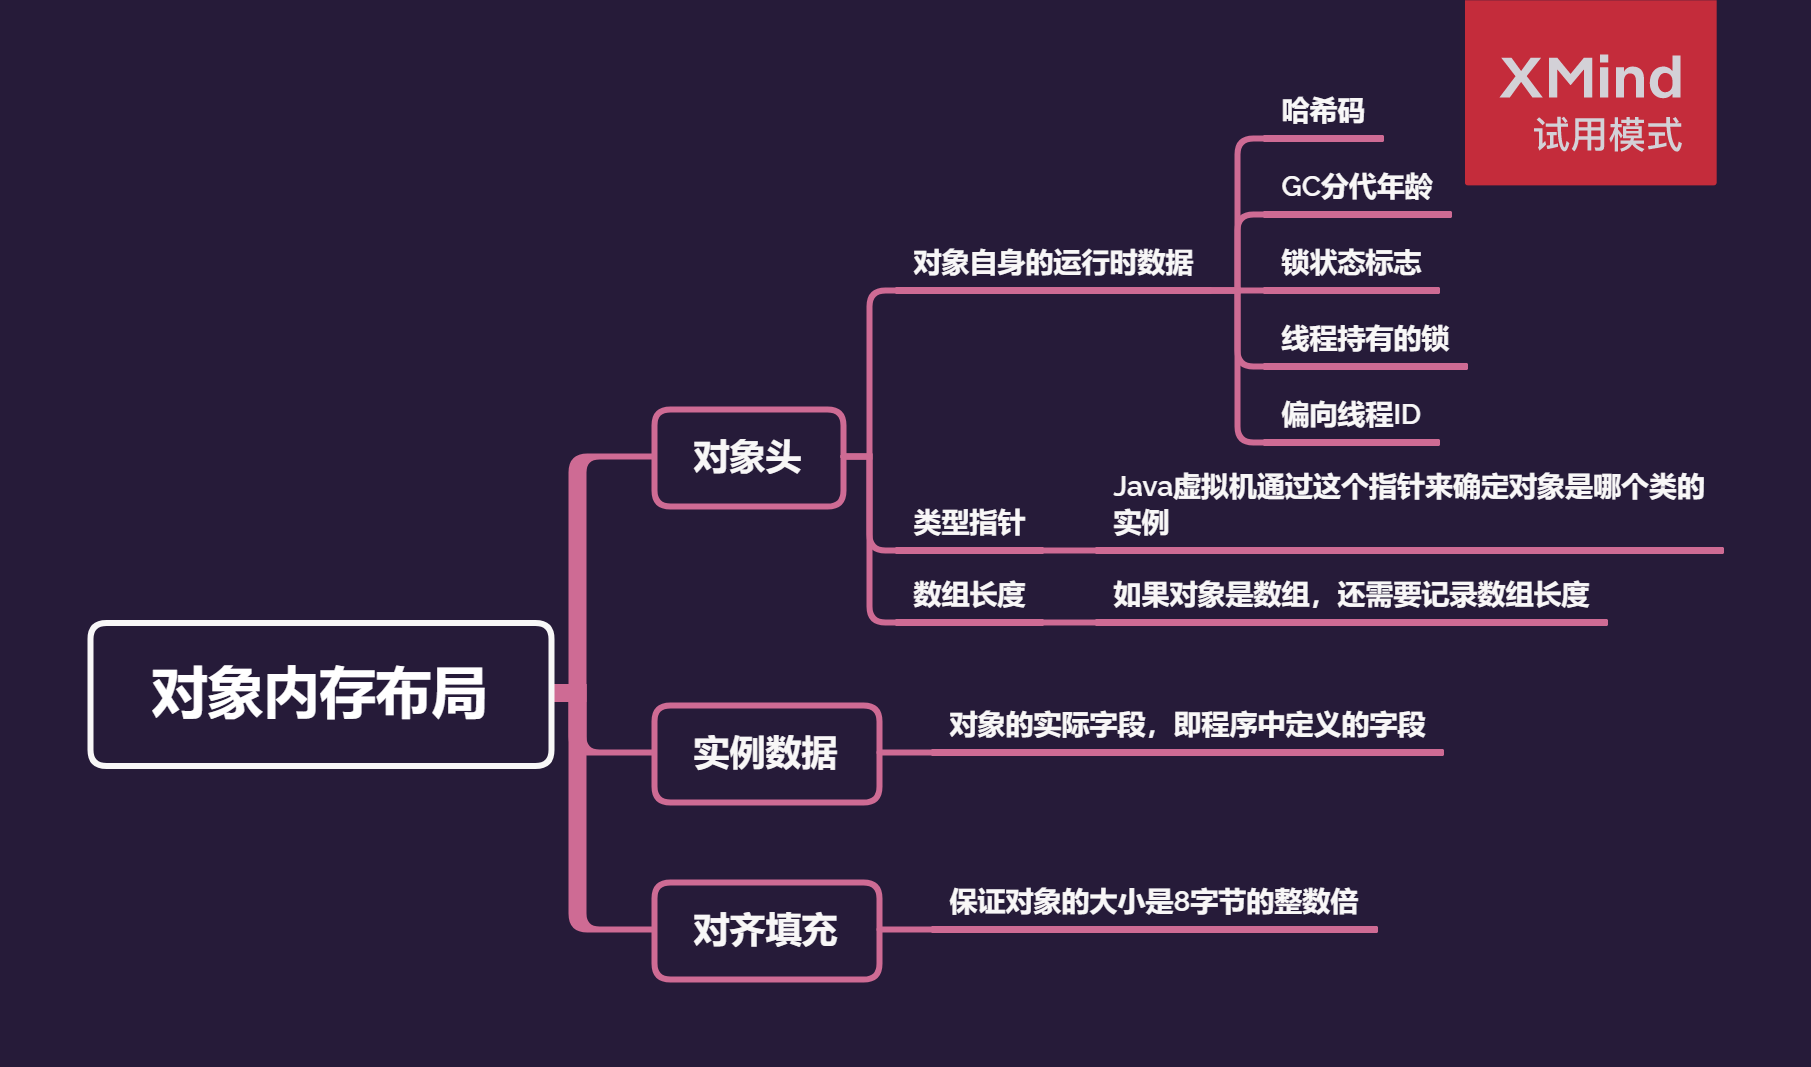 XMind
试用模式
哈希码
GC分代年龄
对象自身的运行时数据
锁状态标志
线程持有的锁
偏向线程ID
对象头
类型指针
Java虚拟机通过这个指针来确定对象是哪个类的
实例
数组长度
如果对象是数组，还需要记录数组长度
对象内存布局
实例数据
对象的实际字段，即程序中定义的字段
对齐填充
保证对象的大小是8字节的整数倍